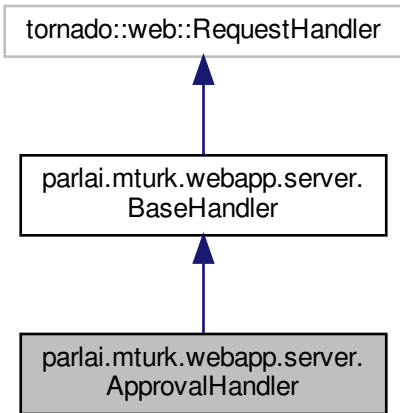 tornado::web::RequestHandler
parlai.mturk.webapp.server.
BaseHandler
parlai.mturk.webapp.server.
ApprovalHandler